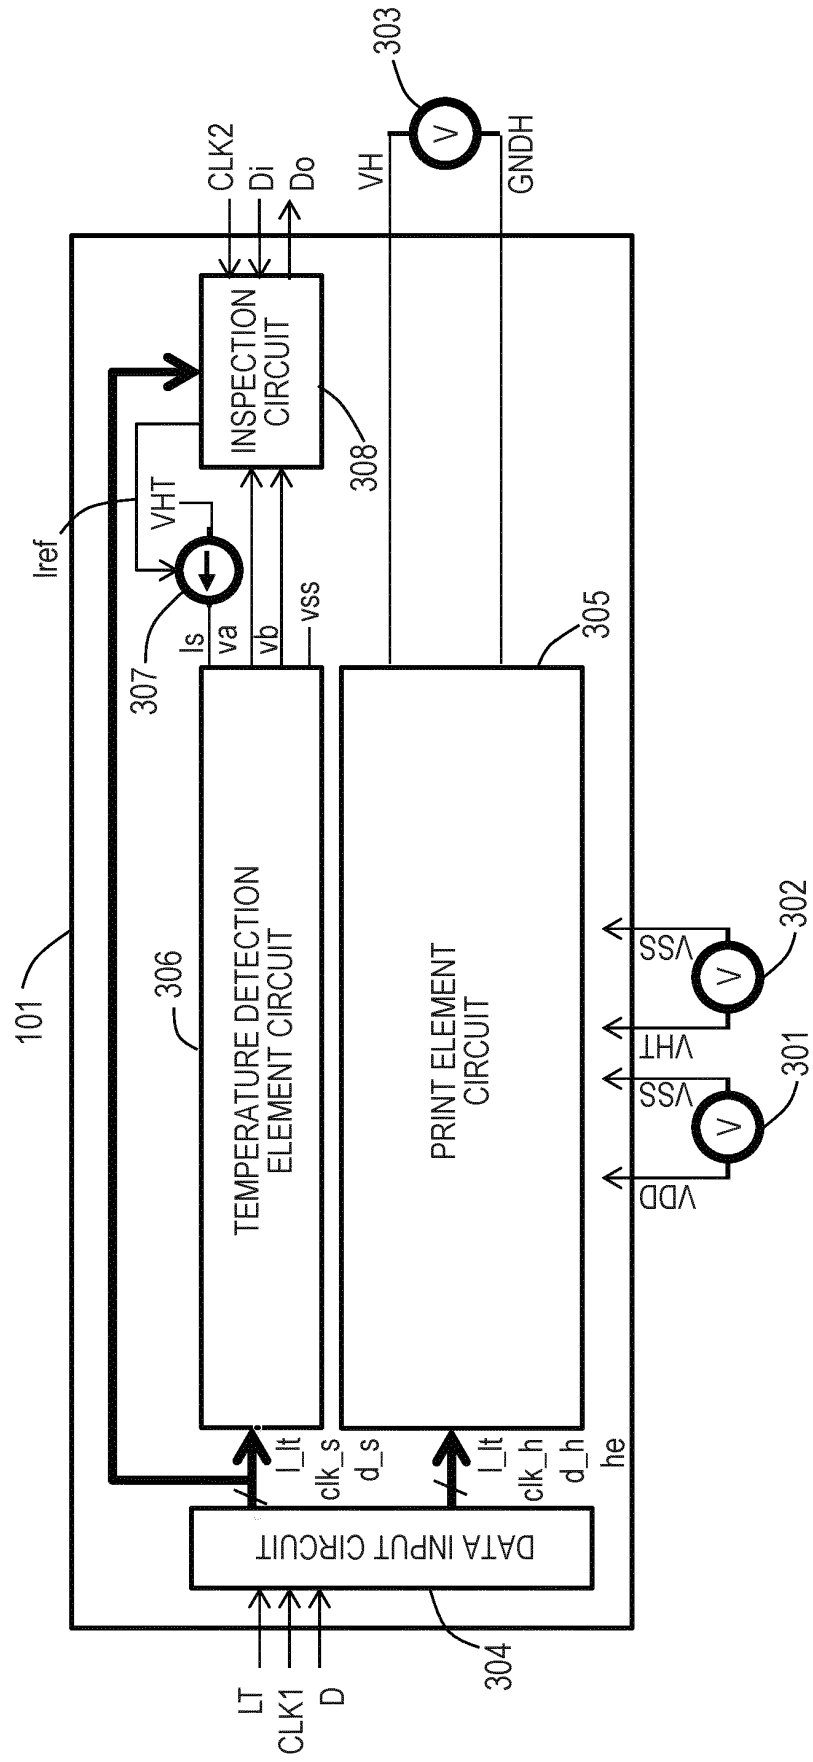 101
LT
CLK1
D
304
DATA INPUT CIRCUIT
l_lt
clk_s
d_s
l_lt
clk_h
d_h
he
306
TEMPERATURE DETECTION
ELEMENT CIRCUIT
PRINT ELEMENT
CIRCUIT
305
Is
va
vb
vss
307
Iref
VHT
INSPECTION
CIRCUIT
308
CLK2
Di
Do
VH
GNDH
V
303
VDD
VSS
V
301
VHT
VSS
V
302